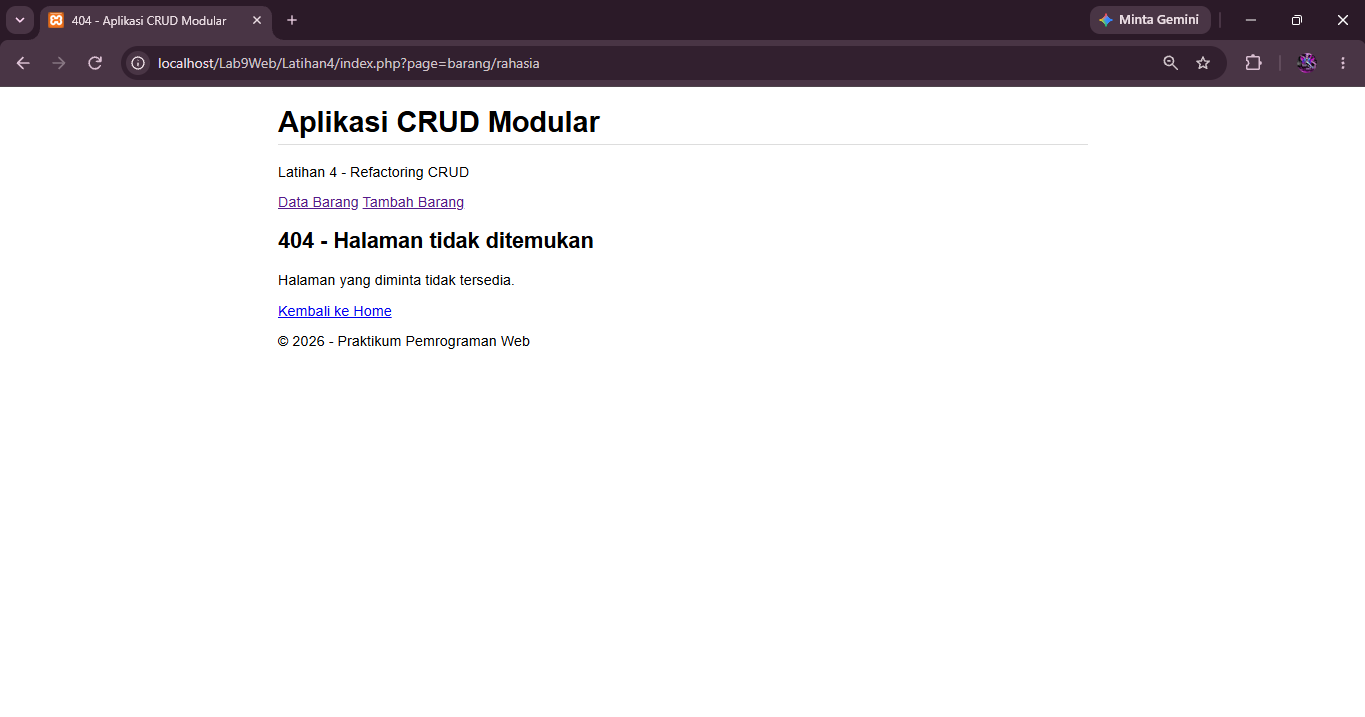 404 - Aplikasi CRUD Modular
Minta Gemini
localhost/Lab9Web/Latihan4/index.php?page=barang/rahasia
Aplikasi CRUD Modular
Latihan 4 - Refactoring CRUD
Data Barang Tambah Barang
404 - Halaman tidak ditemukan
Halaman yang diminta tidak tersedia.
Kembali ke Home
© 2026 - Praktikum Pemrograman Web